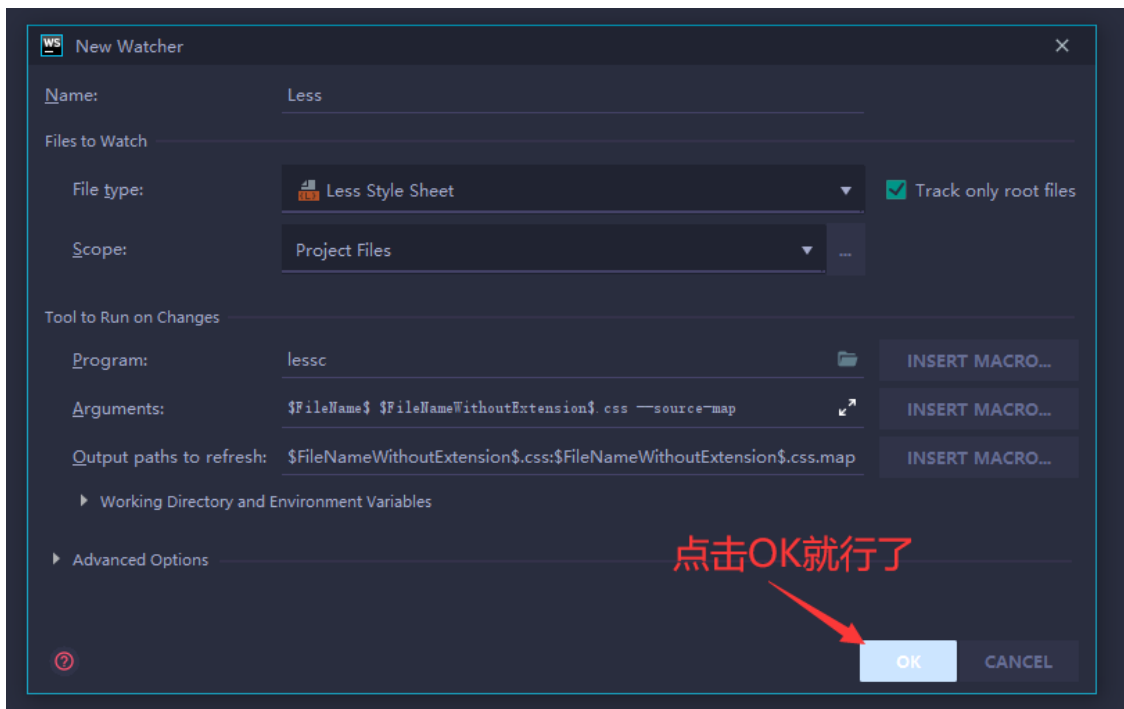 WS New Watcher
Name: Less
Files to Watch
File type: {L} Less Style Sheet Track only root files
Scope: Project Files ...
Tool to Run on Changes
Program: lessc INSERT MACRO...
Arguments: $FileName$ $FileNameWithoutExtension$.css --source-map INSERT MACRO...
Output paths to refresh: $FileNameWithoutExtension$.css:$FileNameWithoutExtension$.css.map INSERT MACRO...
Working Directory and Environment Variables
Advanced Options
点击OK就行了
? OK CANCEL